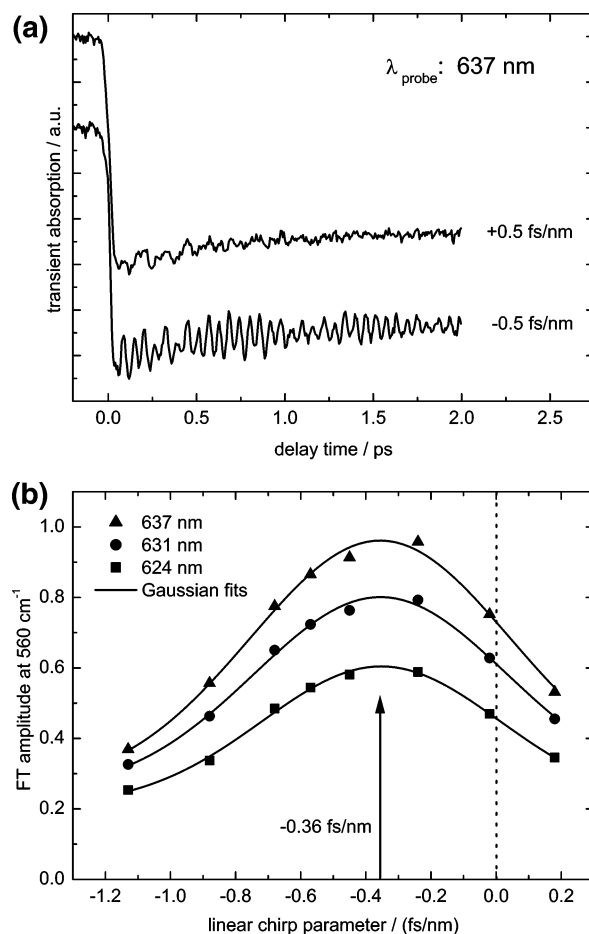 (a)
λ probe: 637 nm
transient absorption / a.u.
+0.5 fs/nm
-0.5 fs/nm
0.0 0.5 1.0 1.5 2.0 2.5
delay time / ps
(b)
637 nm
631 nm
624 nm
Gaussian fits
FT amplitude at 560 cm⁻¹
1.0
0.8
0.6
0.4
0.2
0.0
-0.36 fs/nm
-1.2 -1.0 -0.8 -0.6 -0.4 -0.2 0.0 0.2
linear chirp parameter / (fs/nm)